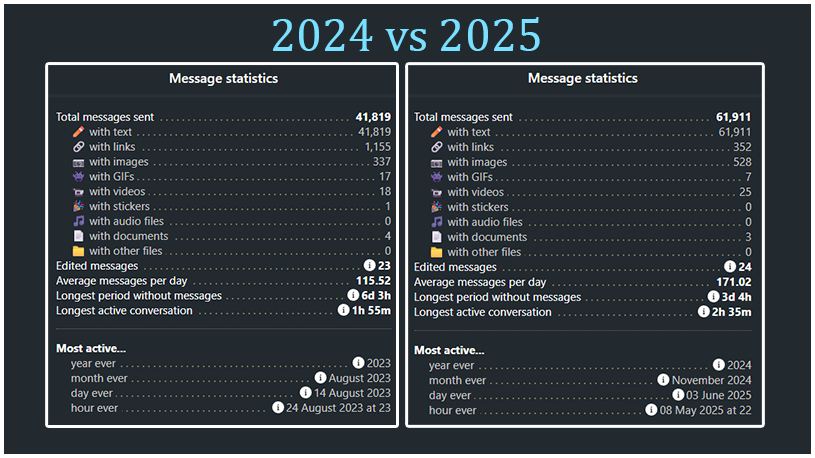 2024 vs 2025
Message statistics
Total messages sent 41,819
with text 41,819
with links 1,155
with images 337
with GIFs 17
with videos 18
with stickers 1
with audio files 0
with documents 4
with other files 0
Edited messages 23
Average messages per day 115.52
Longest period without messages 6d 3h
Longest active conversation 1h 55m
Most active...
year ever 2023
month ever August 2023
day ever 14 August 2023
hour ever 24 August 2023 at 23
Message statistics
Total messages sent 61,911
with text 61,911
with links 352
with images 528
with GIFs 7
with videos 25
with stickers 0
with audio files 0
with documents 3
with other files 0
Edited messages 24
Average messages per day 171.02
Longest period without messages 3d 4h
Longest active conversation 2h 35m
Most active...
year ever 2024
month ever November 2024
day ever 03 June 2025
hour ever 08 May 2025 at 22